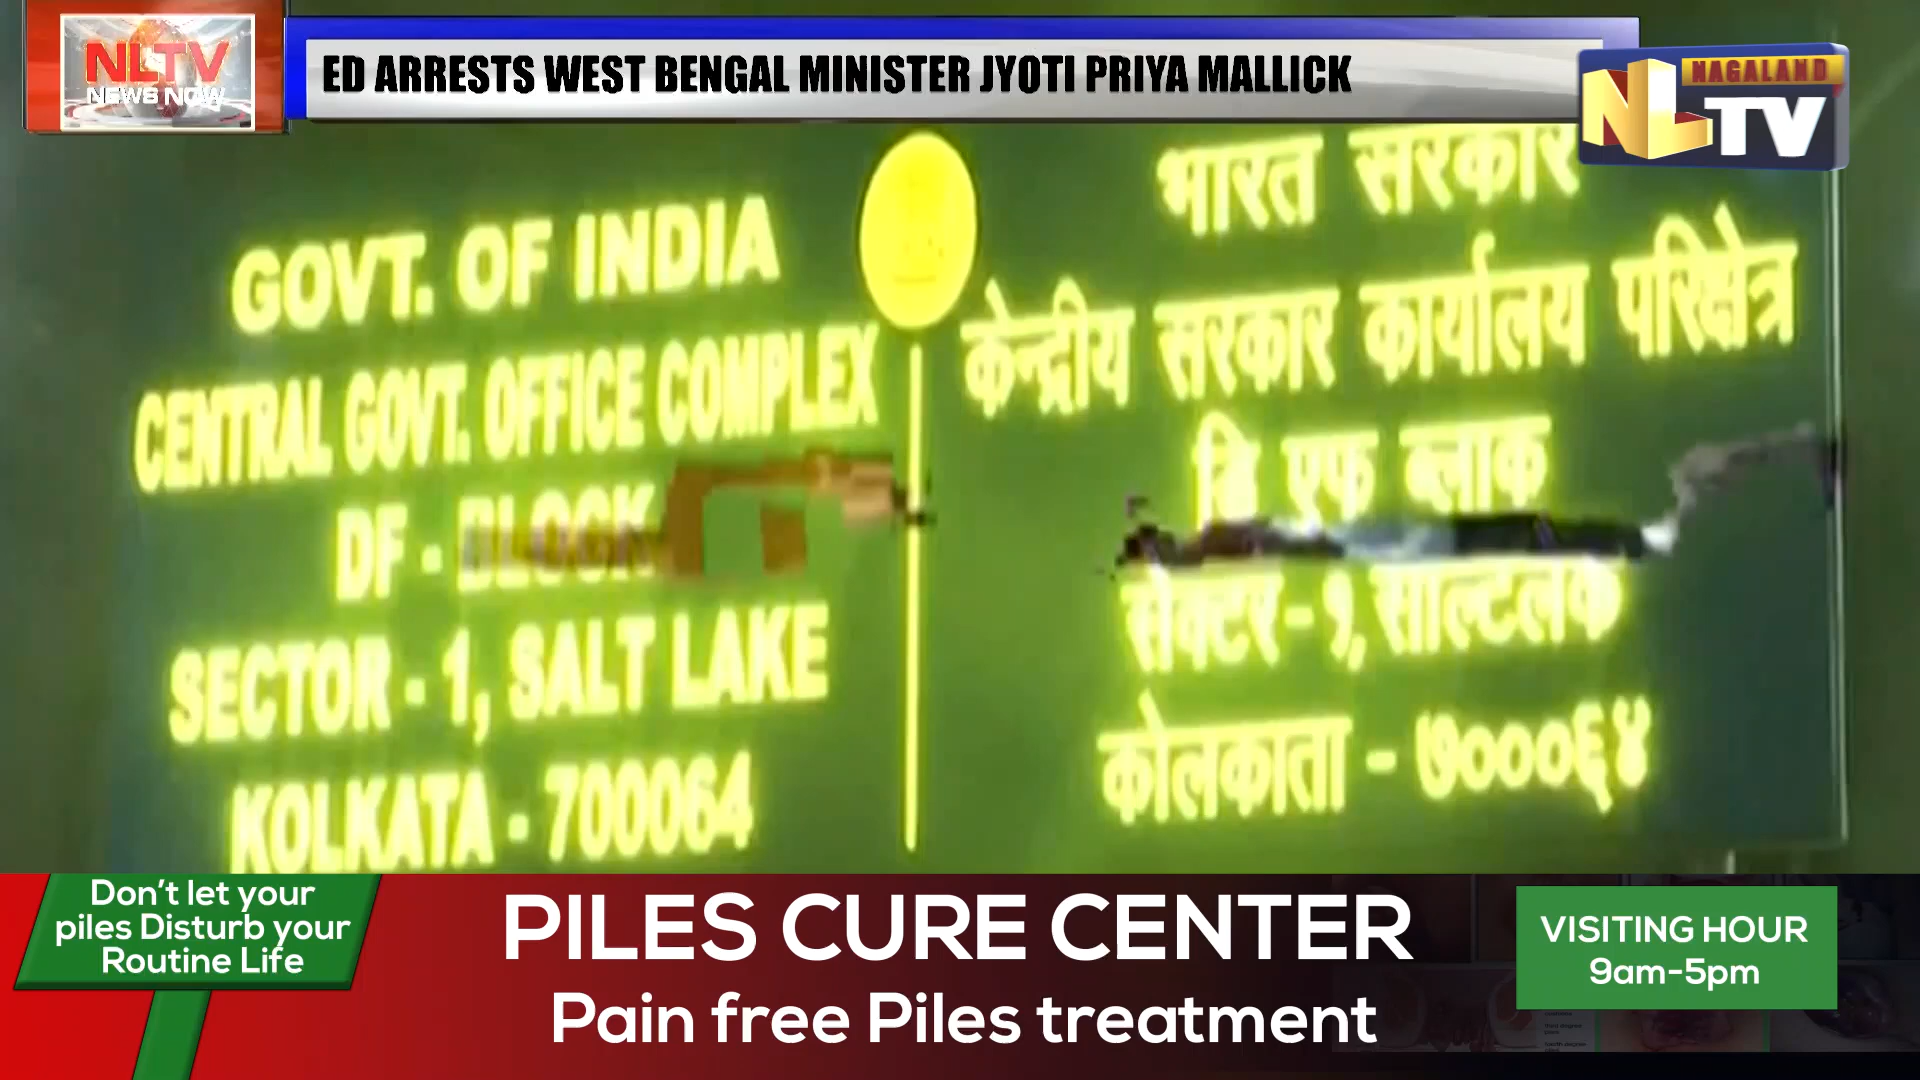 NLTV
NEWS NOW
ED ARRESTS WEST BENGAL MINISTER JYOTI PRIYA MALLICK
NAGALAND
NLTV
GOVT. OF INDIA
CENTRAL GOVT. OFFICE COMPLEX
DF - BLOCK
SECTOR - 1, SALT LAKE
KOLKATA - 700064
भारत सरकार
केन्द्रीय सरकार कार्यालय परिक्षेत्र
डि एफ ब्लाक
सेक्टर - १, साल्टलेक
कोलकाता - ७०००६४
Don't let your
piles Disturb your
Routine Life
PILES CURE CENTER
Pain free Piles treatment
VISITING HOUR
9am-5pm